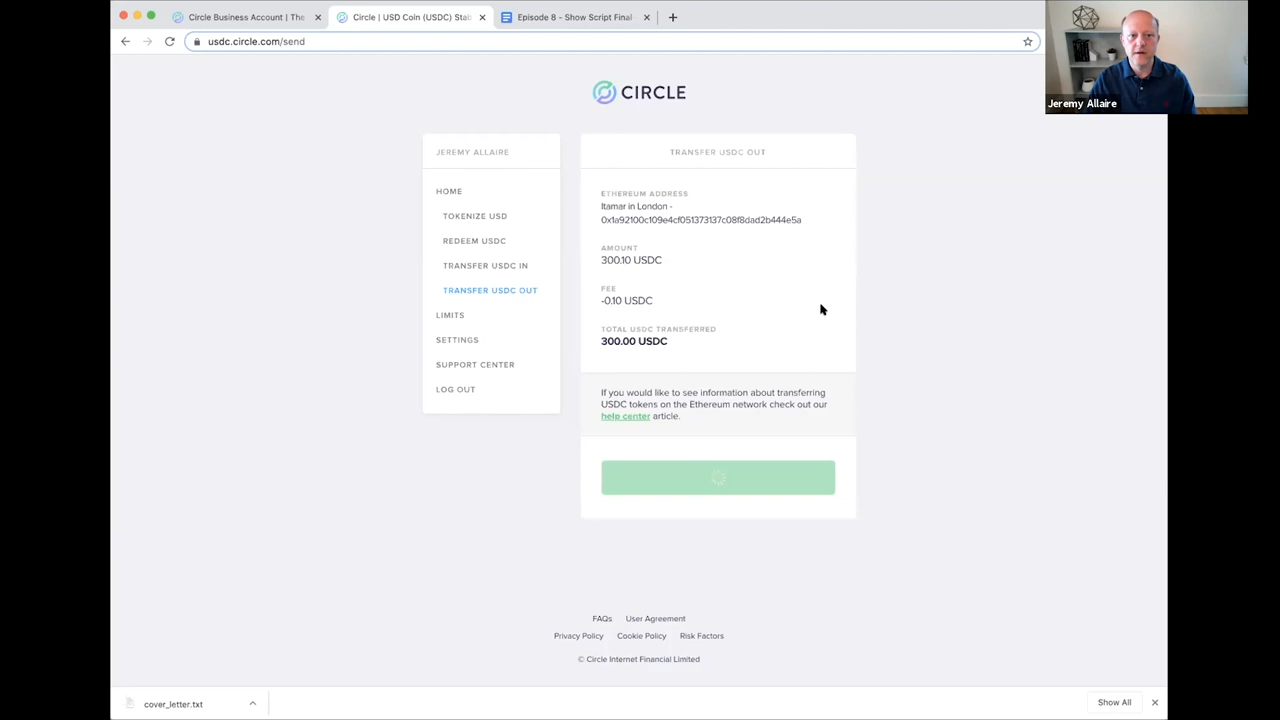 Circle Business Account | The
Circle | USD Coin (USDC) Stab
Episode 8 - Show Script Final
usdc.circle.com/send
Jeremy Allaire
CIRCLE
JEREMY ALLAIRE
HOME
TOKENIZE USD
REDEEM USDC
TRANSFER USDC IN
TRANSFER USDC OUT
LIMITS
SETTINGS
SUPPORT CENTER
LOG OUT
TRANSFER USDC OUT
ETHEREUM ADDRESS
Itamar in London -
0x1a92100c109e4cf051373137c08f8dad2b444e5a
AMOUNT
300.10 USDC
FEE
-0.10 USDC
TOTAL USDC TRANSFERRED
300.00 USDC
If you would like to see information about transferring
USDC tokens on the Ethereum network check out our
help center article.
FAQs User Agreement
Privacy Policy Cookie Policy Risk Factors
© Circle Internet Financial Limited
cover_letter.txt
Show All